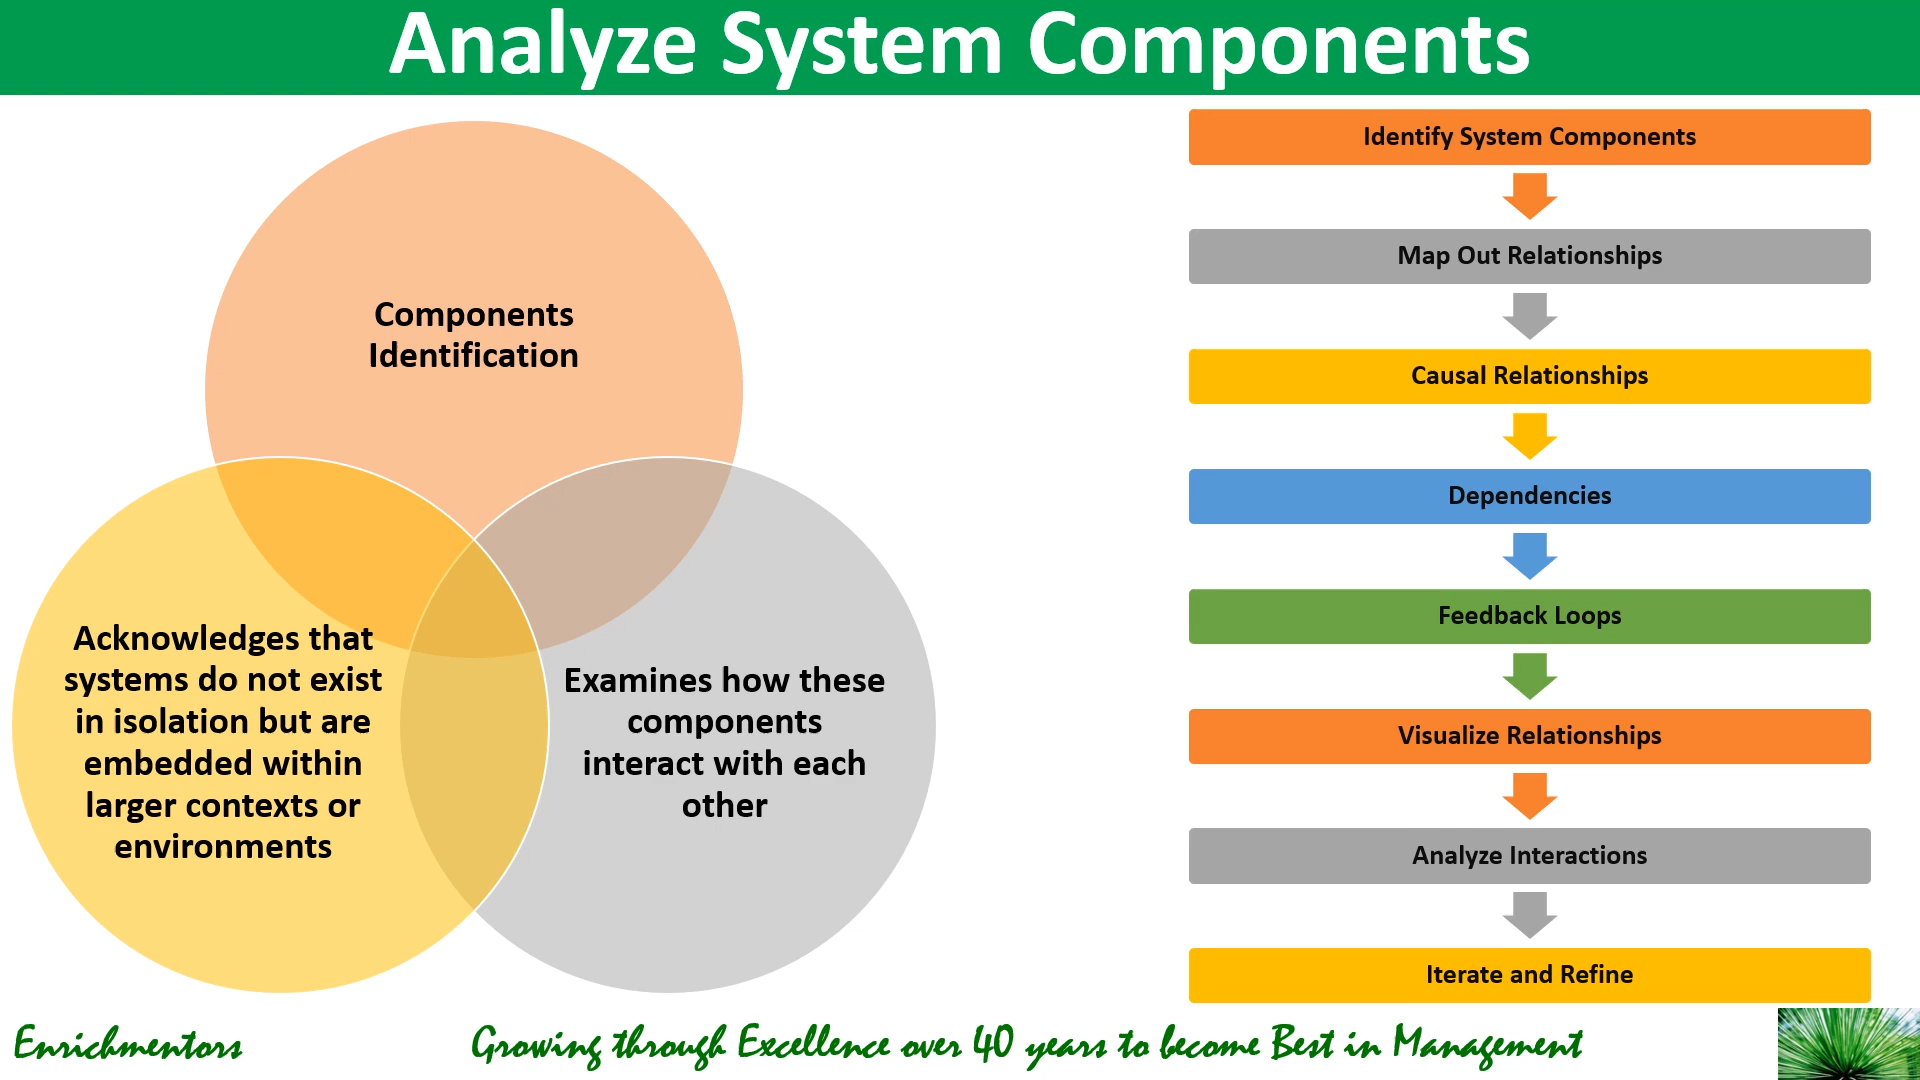 Analyze System Components
Components
Identification
Acknowledges that
systems do not exist
in isolation but are
embedded within
larger contexts or
environments
Examines how these
components
interact with each
other
Identify System Components
Map Out Relationships
Causal Relationships
Dependencies
Feedback Loops
Visualize Relationships
Analyze Interactions
Iterate and Refine
Enrichmentors
Growing through Excellence over 40 years to become Best in Management